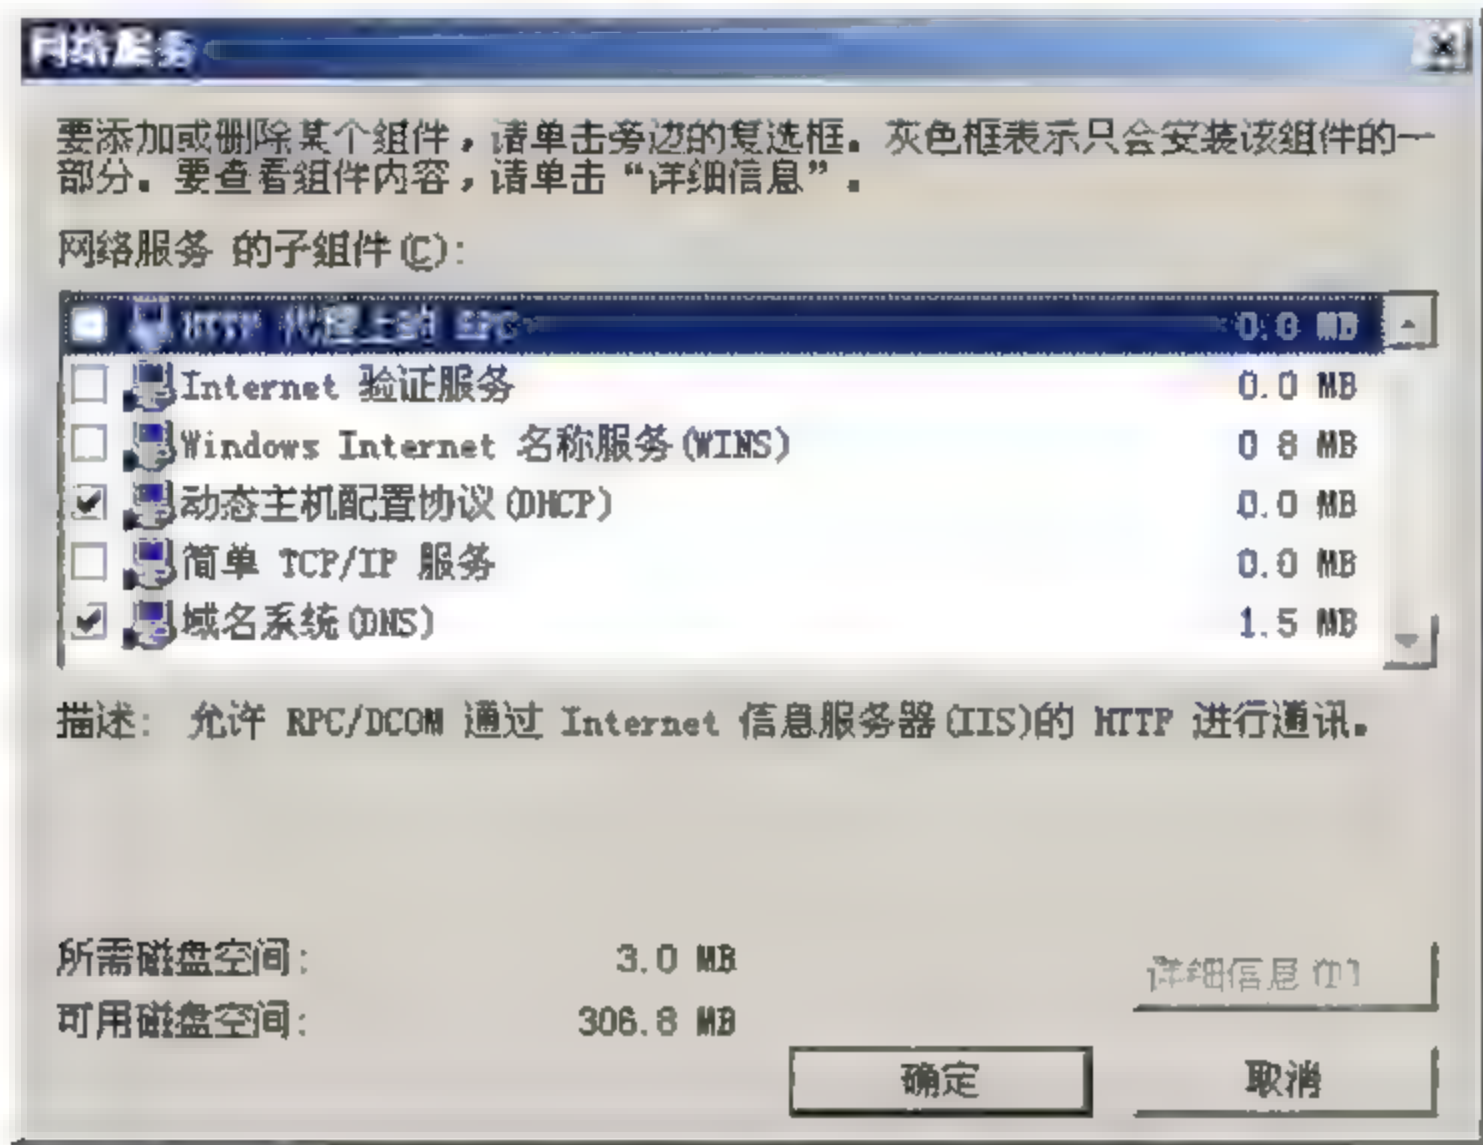 网络服务
要添加或删除某个组件，请单击旁边的复选框。灰色框表示只会安装该组件的一
部分。要查看组件内容，请单击“详细信息”。
网络服务 的子组件(C):
HTTP 代理上的 RPC 0.0 MB
Internet 验证服务 0.0 MB
Windows Internet 名称服务(WINS) 0 8 MB
动态主机配置协议(DHCP) 0.0 MB
简单 TCP/IP 服务 0.0 MB
域名系统(DNS) 1.5 MB
描述: 允许 RPC/DCOM 通过 Internet 信息服务器(IIS)的 HTTP 进行通讯。
所需磁盘空间: 3.0 MB
可用磁盘空间: 306.8 MB
详细信息(D)
确定 取消